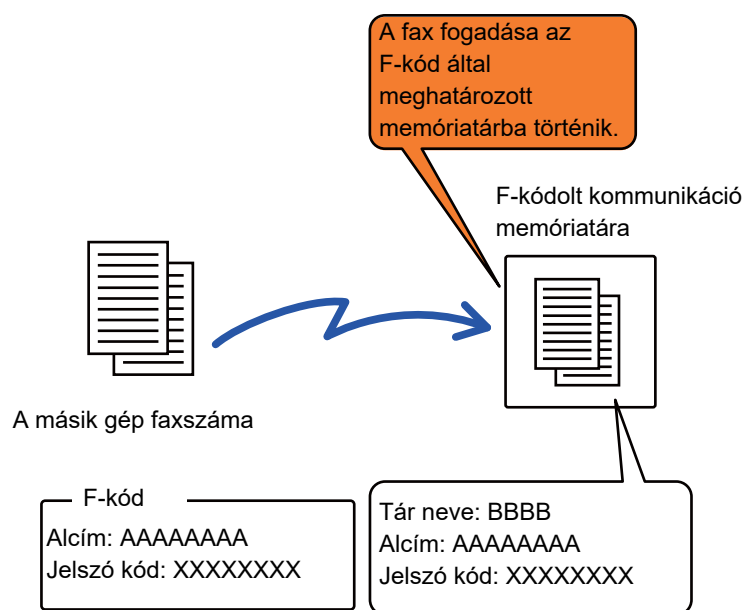 A fax fogadása az
F-kód által
meghatározott
memóriatárba történik.
F-kódolt kommunikáció
memóriatára
A másik gép faxszáma
F-kód
Alcím: AAAAAAAA
Jelszó kód: XXXXXXXX
Tár neve: BBBB
Alcím: AAAAAAAA
Jelszó kód: XXXXXXXX